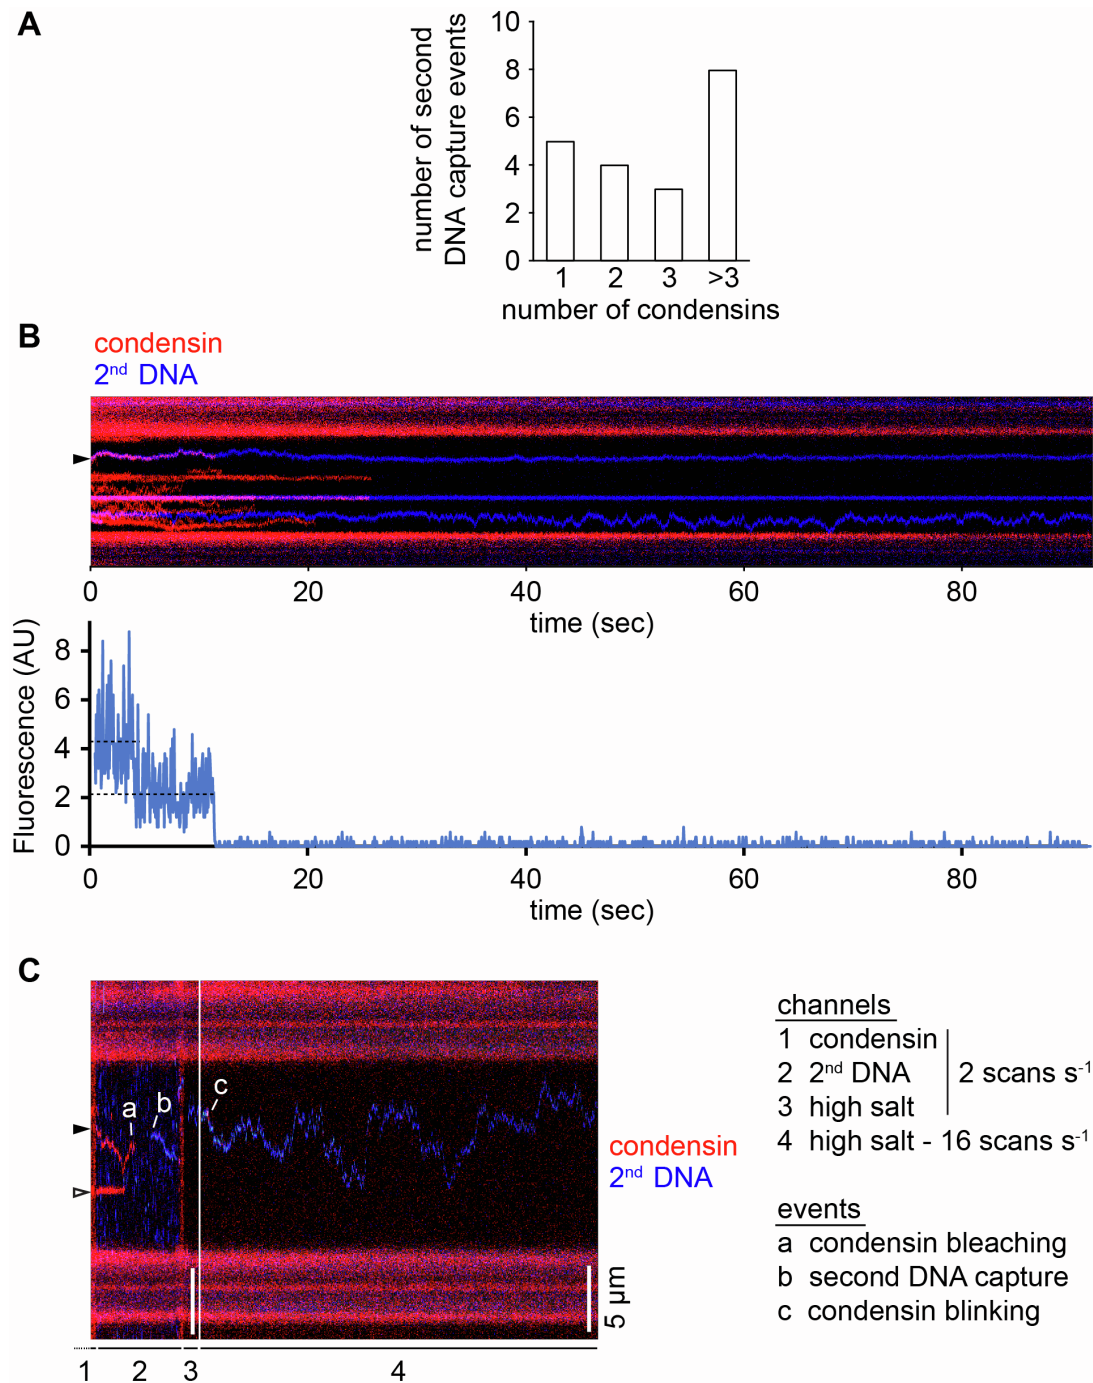 A
number of second
DNA capture events
10
8
6
4
2
0
1 2 3 >3
number of condensins
B
condensin
2nd DNA
0 20 40 60 80
time (sec)
Fluorescence (AU)
8
6
4
2
0
0 20 40 60 80
time (sec)
C
a
b
c
condensin
2nd DNA
5 µm
1 2 3 4
channels
1 condensin
2 2nd DNA
3 high salt
2 scans s-1
4 high salt - 16 scans s-1
events
a condensin bleaching
b second DNA capture
c condensin blinking